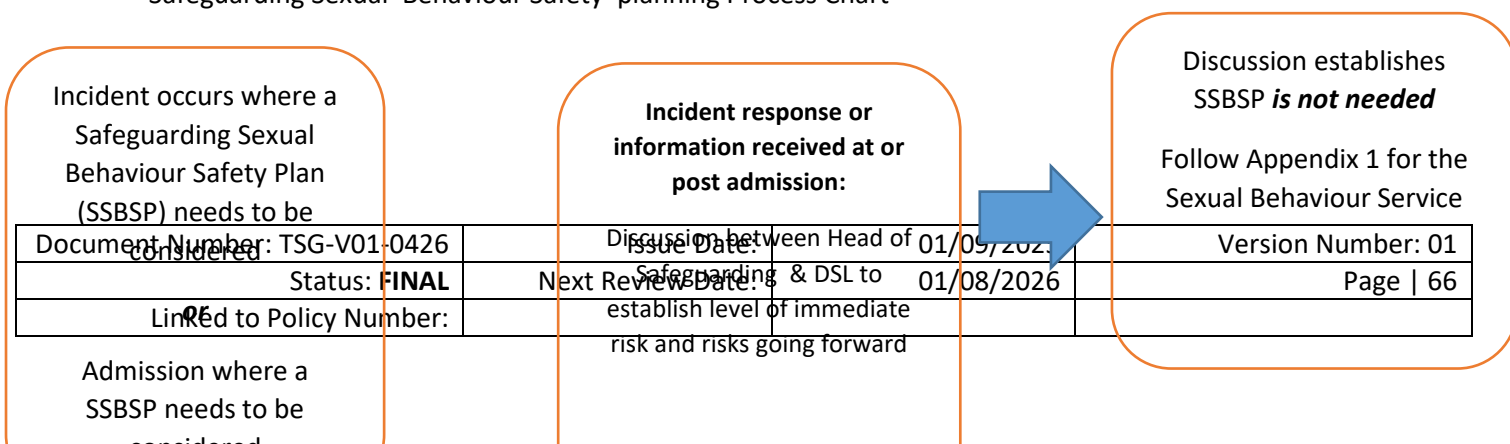 Safeguarding Sexual Behaviour Safety planning Process Chart
Incident occurs where a
Safeguarding Sexual
Behaviour Safety Plan
(SSBSP) needs to be
considered
or
Admission where a
SSBSP needs to be
considered
Incident response or
information received at or
post admission:
Discussion between Head of
Safeguarding & DSL to
establish level of immediate
risk and risks going forward
Discussion establishes
SSBSP is not needed
Follow Appendix 1 for the
Sexual Behaviour Service
Document Number: TSG-V01-0426 Issue Date: 01/09/2025 Version Number: 01
Status: FINAL Next Review Date: 01/08/2026 Page | 66
Linked to Policy Number: